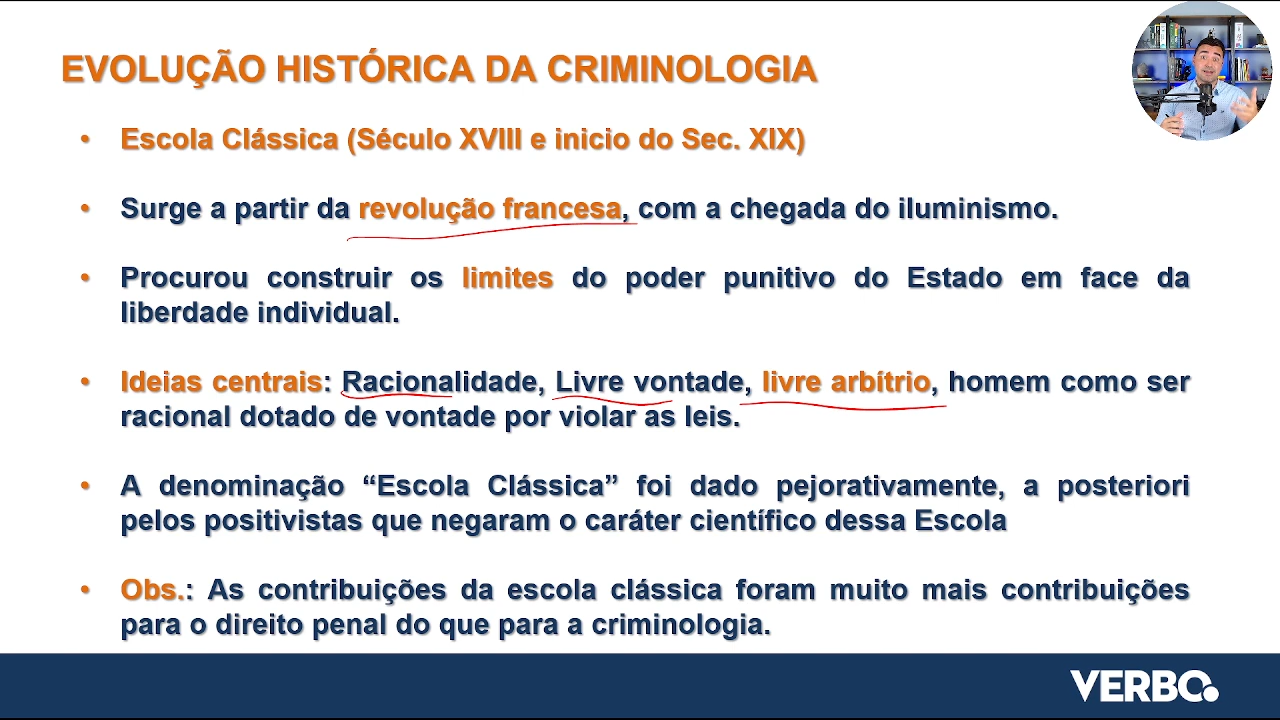 EVOLUÇÃO HISTÓRICA DA CRIMINOLOGIA
• Escola Clássica (Século XVIII e inicio do Sec. XIX)
• Surge a partir da revolução francesa, com a chegada do iluminismo.
• Procurou construir os limites do poder punitivo do Estado em face da
liberdade individual.
• Ideias centrais: Racionalidade, Livre vontade, livre arbítrio, homem como ser
racional dotado de vontade por violar as leis.
• A denominação “Escola Clássica” foi dado pejorativamente, a posteriori
pelos positivistas que negaram o caráter científico dessa Escola
• Obs.: As contribuições da escola clássica foram muito mais contribuições
para o direito penal do que para a criminologia.
VERBO